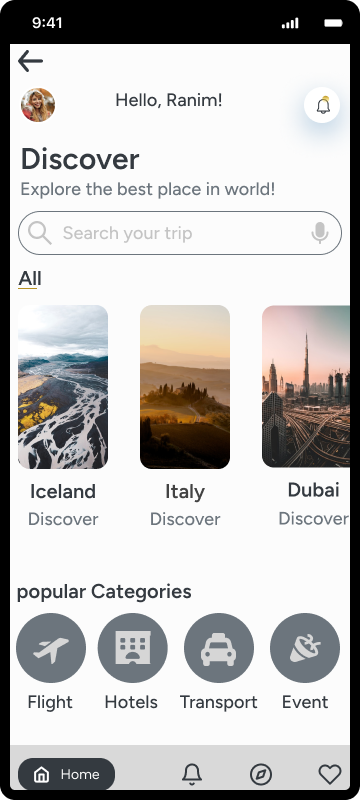 9:41
Hello, Ranim!
Discover
Explore the best place in world!
Search your trip
All
Iceland
Italy
Dubai
Discover
Discover
Discover
popular Categories
Flight
Hotels
Transport
Event
Home